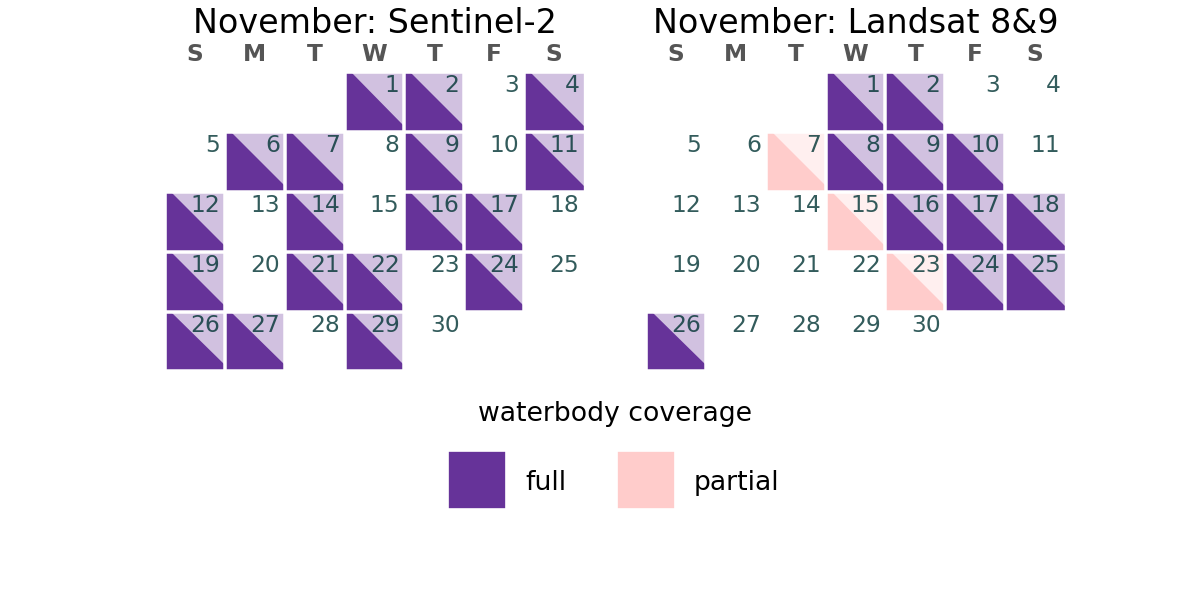 November: Sentinel-2
S M T W T F S
1 2 3 4
5 6 7 8 9 10 11
12 13 14 15 16 17 18
19 20 21 22 23 24 25
26 27 28 29 30
November: Landsat 8&9
S M T W T F S
1 2 3 4
5 6 7 8 9 10 11
12 13 14 15 16 17 18
19 20 21 22 23 24 25
26 27 28 29 30
waterbody coverage
full partial